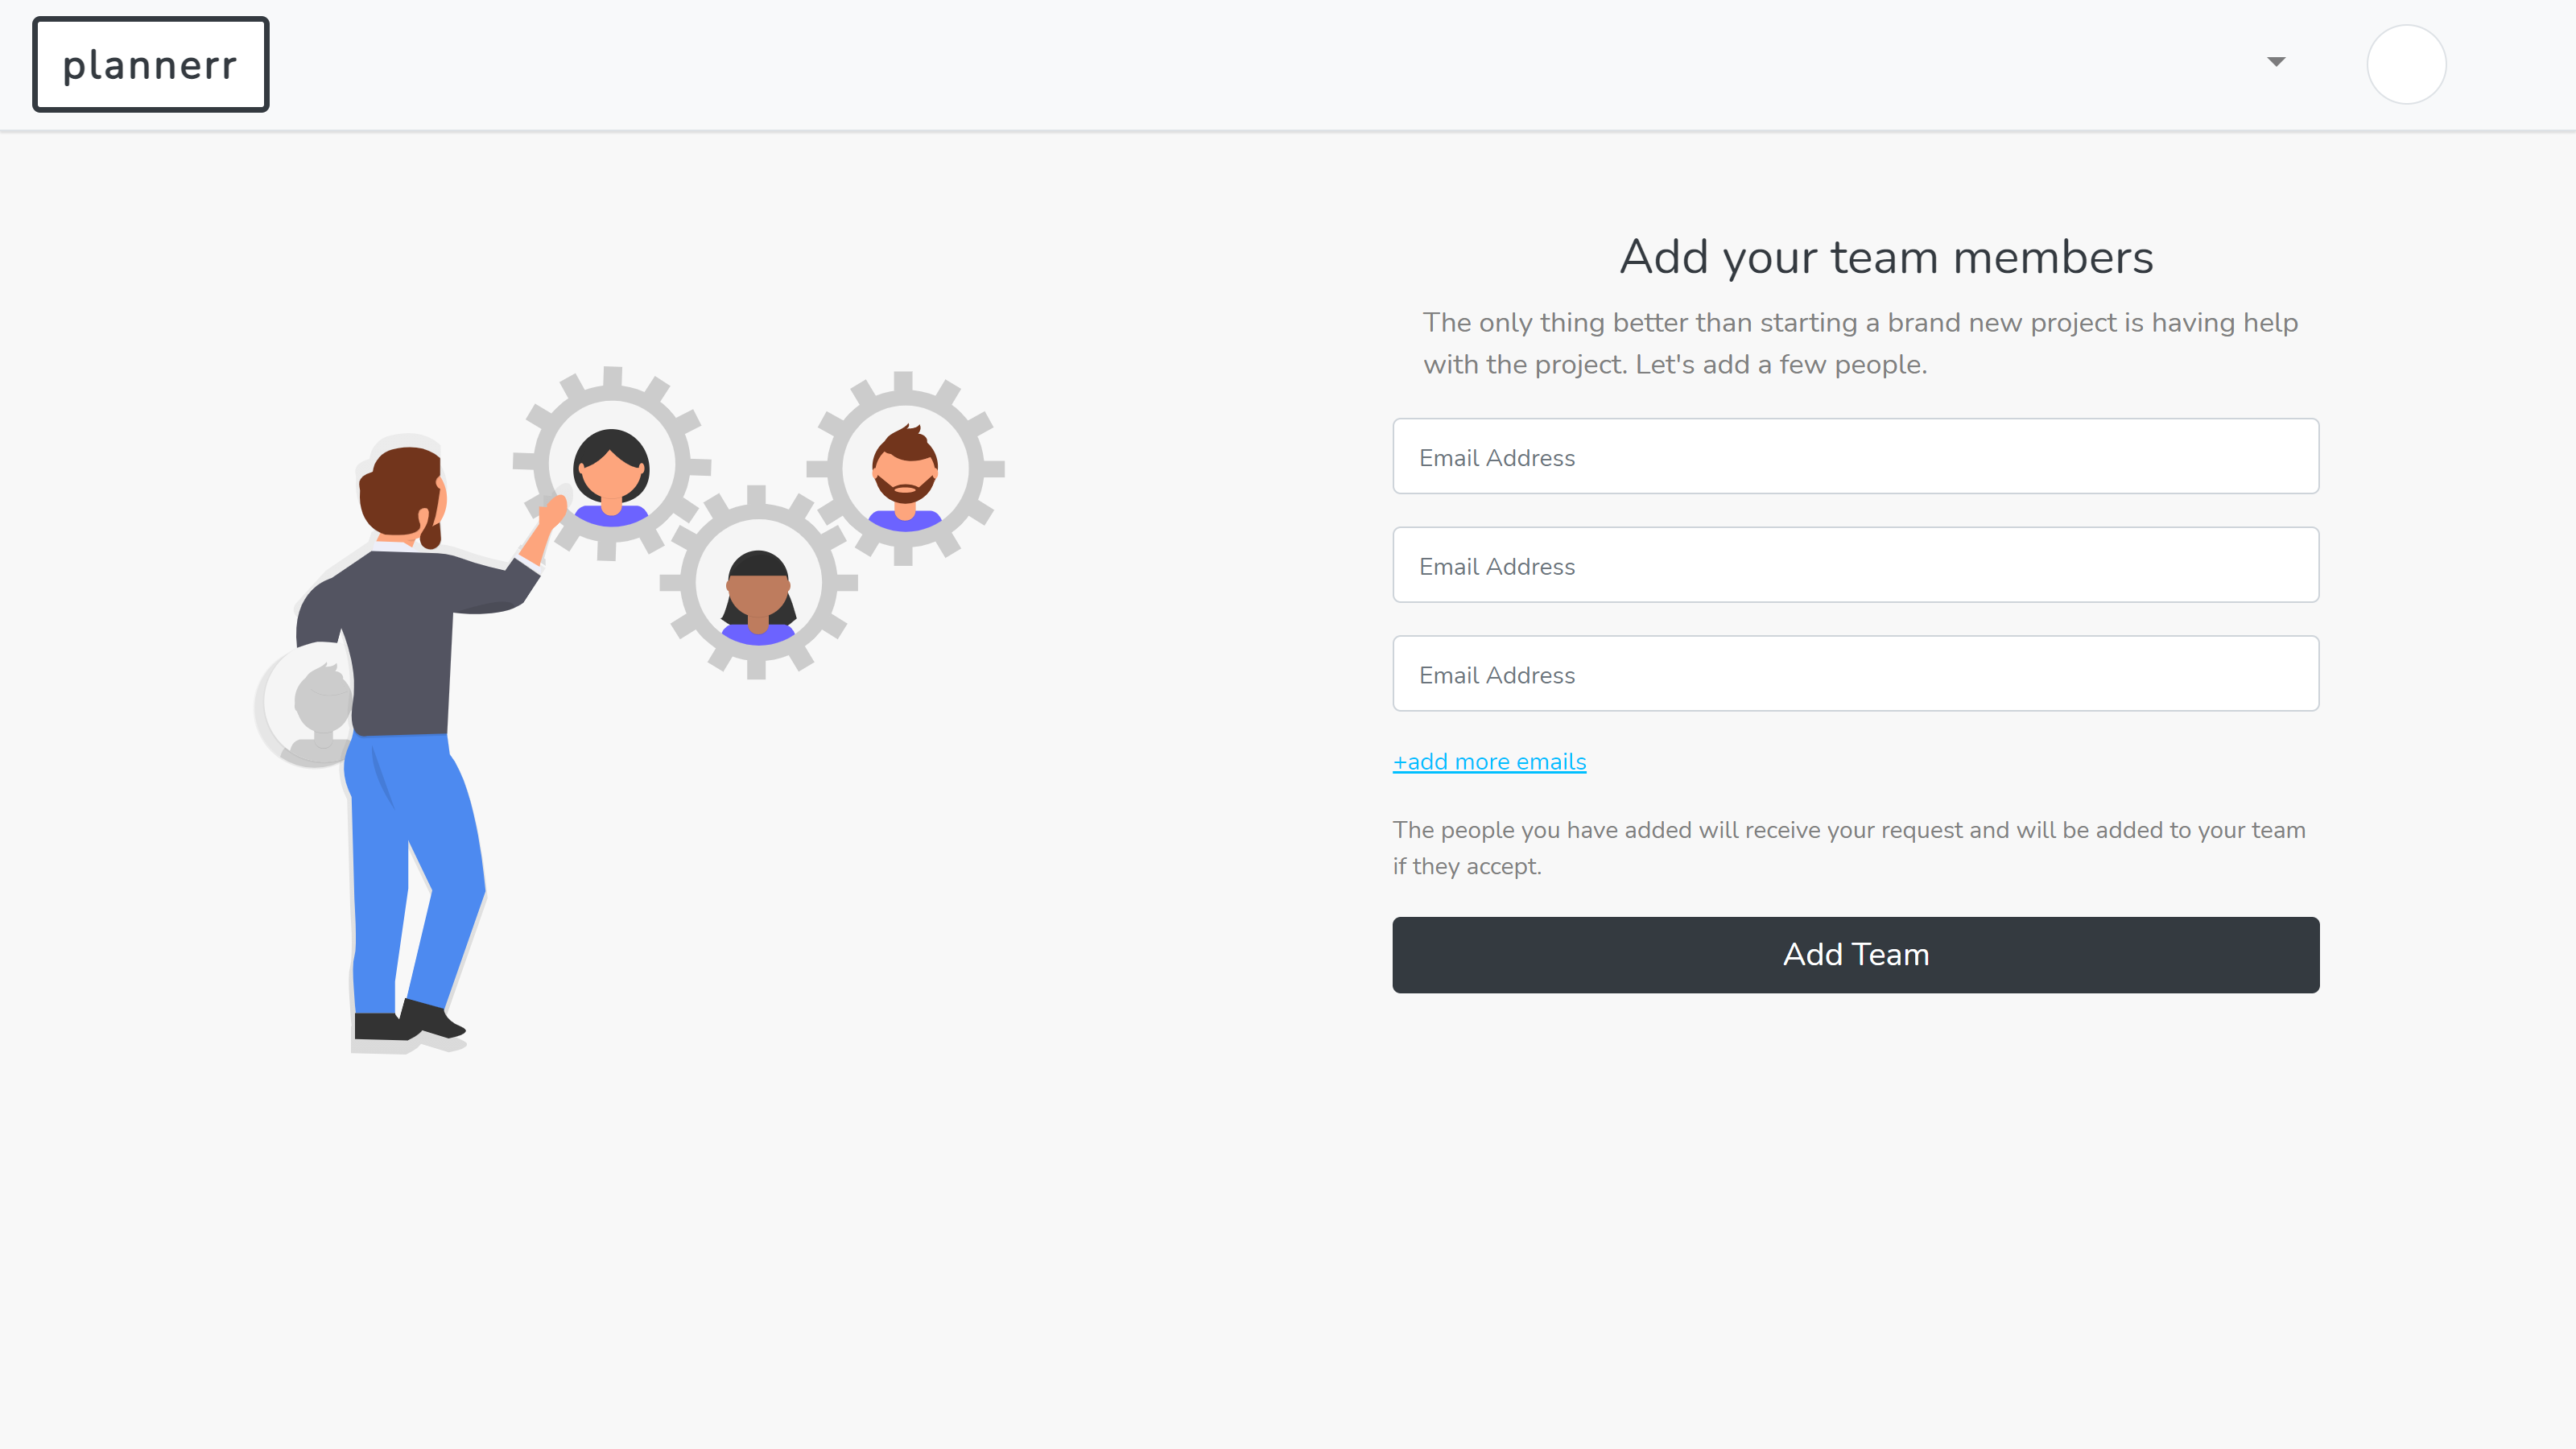 plannerr
Add your team members
The only thing better than starting a brand new project is having help
with the project. Let's add a few people.
Email Address
Email Address
Email Address
+add more emails
The people you have added will receive your request and will be added to your team
if they accept.
Add Team